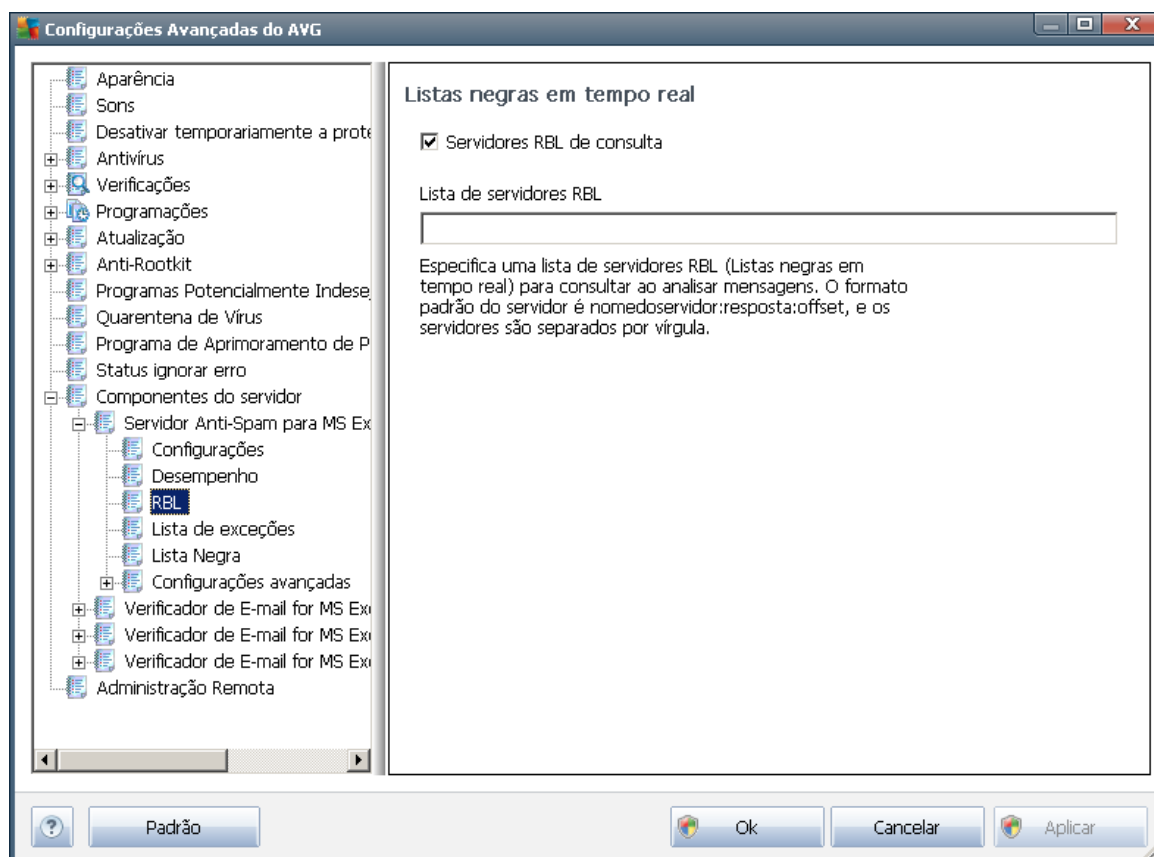 Configurações Avançadas do AVG
Aparência
Sons
Desativar temporariamente a prote
Antivírus
Verificações
Programações
Atualização
Anti-Rootkit
Programas Potencialmente Indese
Quarentena de Vírus
Programa de Aprimoramento de P
Status ignorar erro
Componentes do servidor
Servidor Anti-Spam para MS Ex
Configurações
Desempenho
RBL
Lista de exceções
Lista Negra
Configurações avançadas
Verificador de E-mail for MS Ex
Verificador de E-mail for MS Ex
Verificador de E-mail for MS Ex
Administração Remota
Listas negras em tempo real
Servidores RBL de consulta
Lista de servidores RBL
Especifica uma lista de servidores RBL (Listas negras em
tempo real) para consultar ao analisar mensagens. O formato
padrão do servidor é nomedoservidor:resposta:offset, e os
servidores são separados por vírgula.
? Padrão Ok Cancelar Aplicar